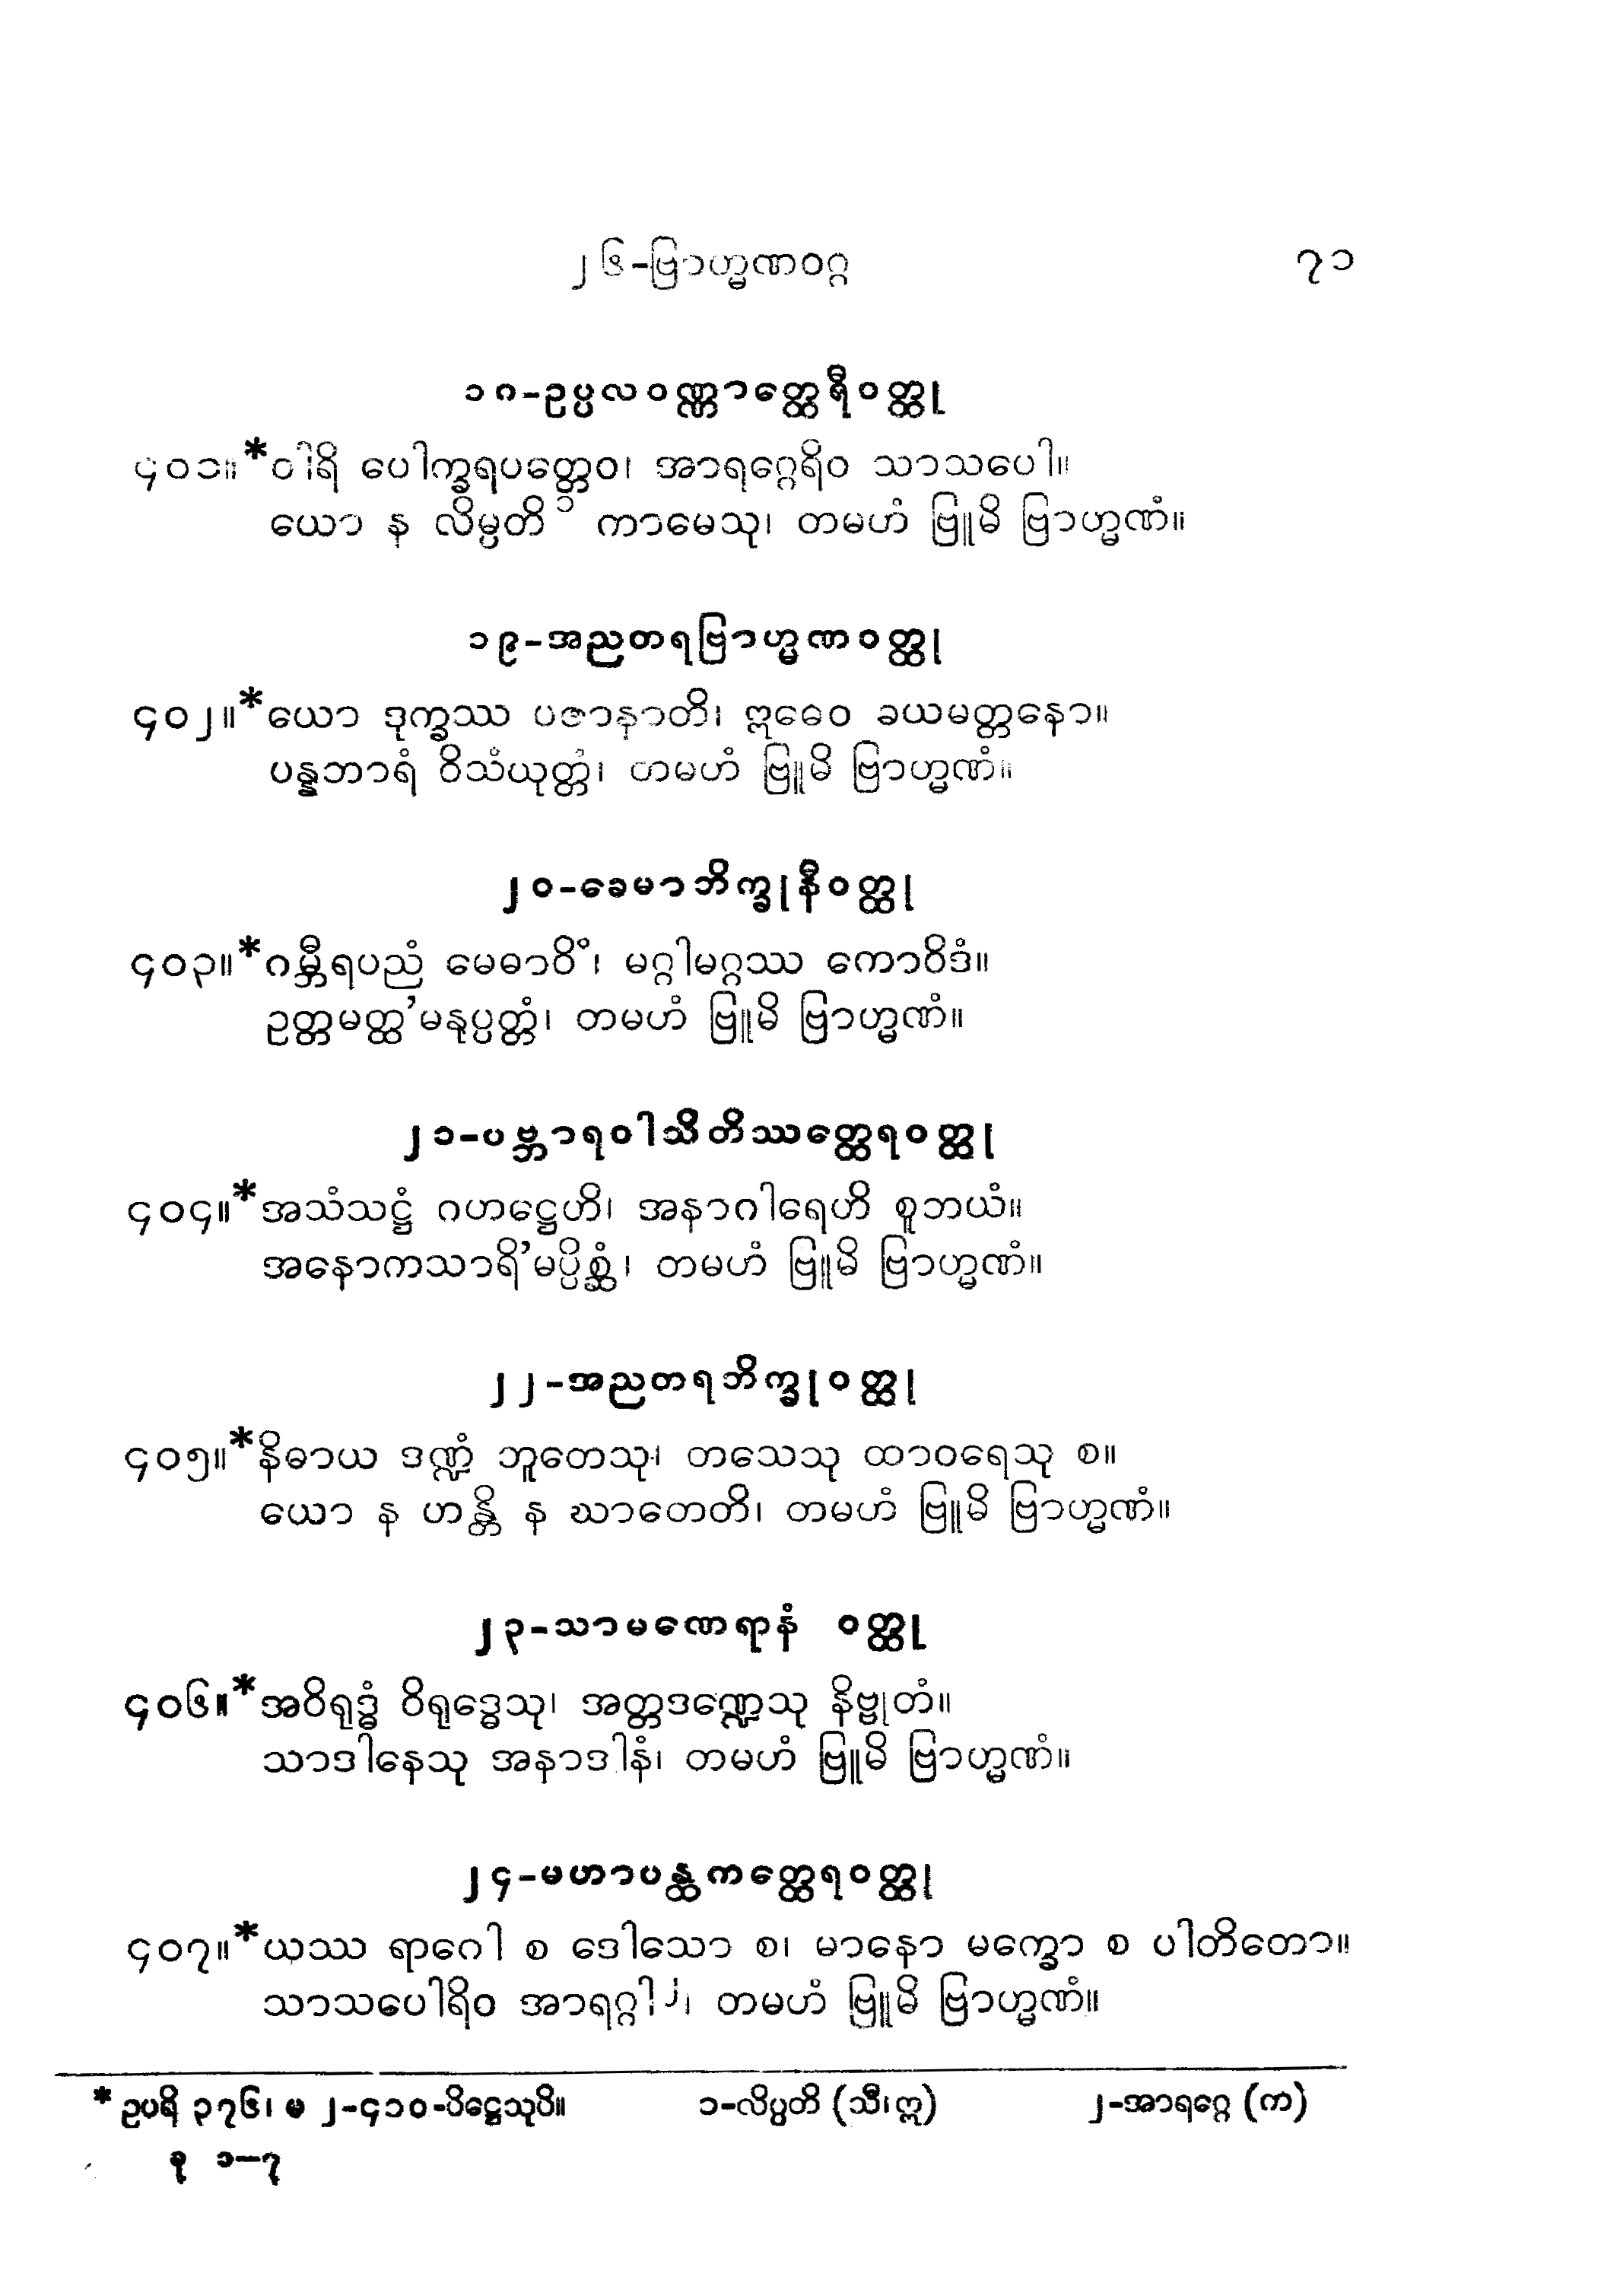 ၂၆-ဗြာဟ္မဏဝဂ္ဂ ၇၁
၁၈-ဥပ္ပလဝဏ္ဏာတ္ထေရီဝတ္ထု
၄၀၁။*ဝါရိ ပေါက္ခရပတ္တေဝ၊ အာရဂ္ဂေရိဝ သာသပေါ။
ယော န လိမ္ပတိ၁ ကာမေသု၊ တမဟံ ဗြူမိ ဗြာဟ္မဏံ။
၁၉-အညတရဗြာဟ္မဏဝတ္ထု
၄၀၂။*ယော ဒုက္ခဿ ပဇာနာတိ၊ ဣဓေဝ ခယမတ္တနော။
ပန္နဘာရံ ဝိသံယုတ္တံ၊ တမဟံ ဗြူမိ ဗြာဟ္မဏံ။
၂၀-ခေမာဘိက္ခုနီဝတ္ထု
၄၀၃။*ဂမ္ဘီရပညံ မေဓာဝိံ၊ မဂ္ဂါမဂ္ဂဿ ကောဝိဒံ။
ဥတ္တမတ္ထ’မနုပ္ပတ္တံ၊ တမဟံ ဗြူမိ ဗြာဟ္မဏံ။
၂၁-ပဗ္ဘာရဝါသိတိဿတ္ထေရဝတ္ထု
၄၀၄။*အသံသဋ္ဌံ ဂဟဋ္ဌေဟိ၊ အနာဂါရေဟိ စူဘယံ။
အနောကသာရိ’မပ္ပိစ္ဆံ၊ တမဟံ ဗြူမိ ဗြာဟ္မဏံ။
၂၂-အညတရဘိက္ခုဝတ္ထု
၄၀၅။*နိဓာယ ဒဏ္ဍံ ဘူတေသု၊ တသေသု ထာဝရေသု စ။
ယော န ဟန္တိ န ဃာတေတိ၊ တမဟံ ဗြူမိ ဗြာဟ္မဏံ။
၂၃-သာမဏေရာနံ ဝတ္ထု
၄၀၆။*အဝိရုဒ္ဓံ ဝိရုဒ္ဓေသု၊ အတ္တဒဏ္ဍေသု နိဗ္ဗုတံ။
သာဒါနေသု အနာဒါနံ၊ တမဟံ ဗြူမိ ဗြာဟ္မဏံ။
၂၄-မဟာပန္ထကတ္ထေရဝတ္ထု
၄၀၇။*ယဿ ရာဂေါ စ ဒေါသော စ၊ မာနော မက္ခော စ ပါတိတော။
သာသပေါရိဝ အာရဂ္ဂါ၂၊ တမဟံ ဗြူမိ ဗြာဟ္မဏံ။
* ဥပရိ ၃၇၆၊ မ ၂-၄၁၀-ပိဋ္ဌေသုပိ။ ၁-လိပ္ပတိ (သီ၊ဣ) ၂-အာရဂ္ဂေ (က)
ခု ၁—၇